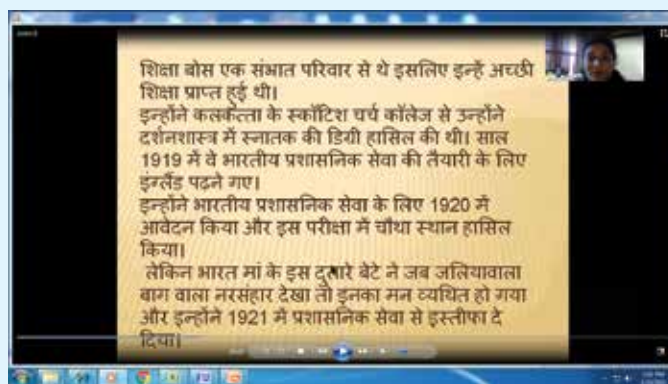 शिक्षा बोस एक संभात परिवार से थे इसलिए इन्हें अच्छी
शिक्षा प्राप्त हुई थी।
इन्होंने कलकत्ता के स्कॉटिश चर्च कॉलेज से उन्होंने
दर्शनशास्त्र में स्नातक की डिग्री हासिल की थी। साल
1919 में वे भारतीय प्रशासनिक सेवा की तैयारी के लिए
इंग्लैंड पढ़ने गए।
इन्होंने भारतीय प्रशासनिक सेवा के लिए 1920 में
आवेदन किया और इस परीक्षा में चौथा स्थान हासिल
किया।
लेकिन भारत मां के इस दुलारे बेटे ने जब जलियावाला
बाग वाला नरसंहार देखा तो इनका मन व्यथित हो गया
और इन्होंने 1921 में प्रशासनिक सेवा से इस्तीफा दे
दिया।